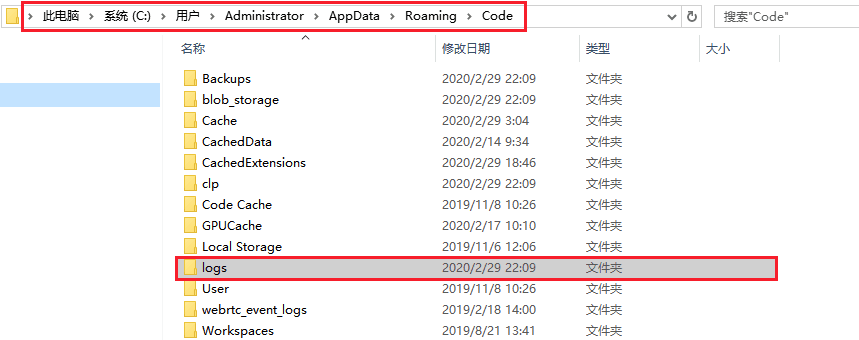 此电脑 > 系统 (C:) > 用户 > Administrator > AppData > Roaming > Code 搜索"Code"
名称 修改日期 类型 大小
Backups 2020/2/29 22:09 文件夹
blob_storage 2020/2/29 22:09 文件夹
Cache 2020/2/29 3:04 文件夹
CachedData 2020/2/14 9:34 文件夹
CachedExtensions 2020/2/29 18:46 文件夹
clp 2020/2/29 22:09 文件夹
Code Cache 2019/11/8 10:26 文件夹
GPUCache 2020/2/17 10:10 文件夹
Local Storage 2019/11/6 12:06 文件夹
logs 2020/2/29 22:09 文件夹
User 2019/11/8 10:26 文件夹
webrtc_event_logs 2019/2/18 14:00 文件夹
Workspaces 2019/8/21 13:41 文件夹